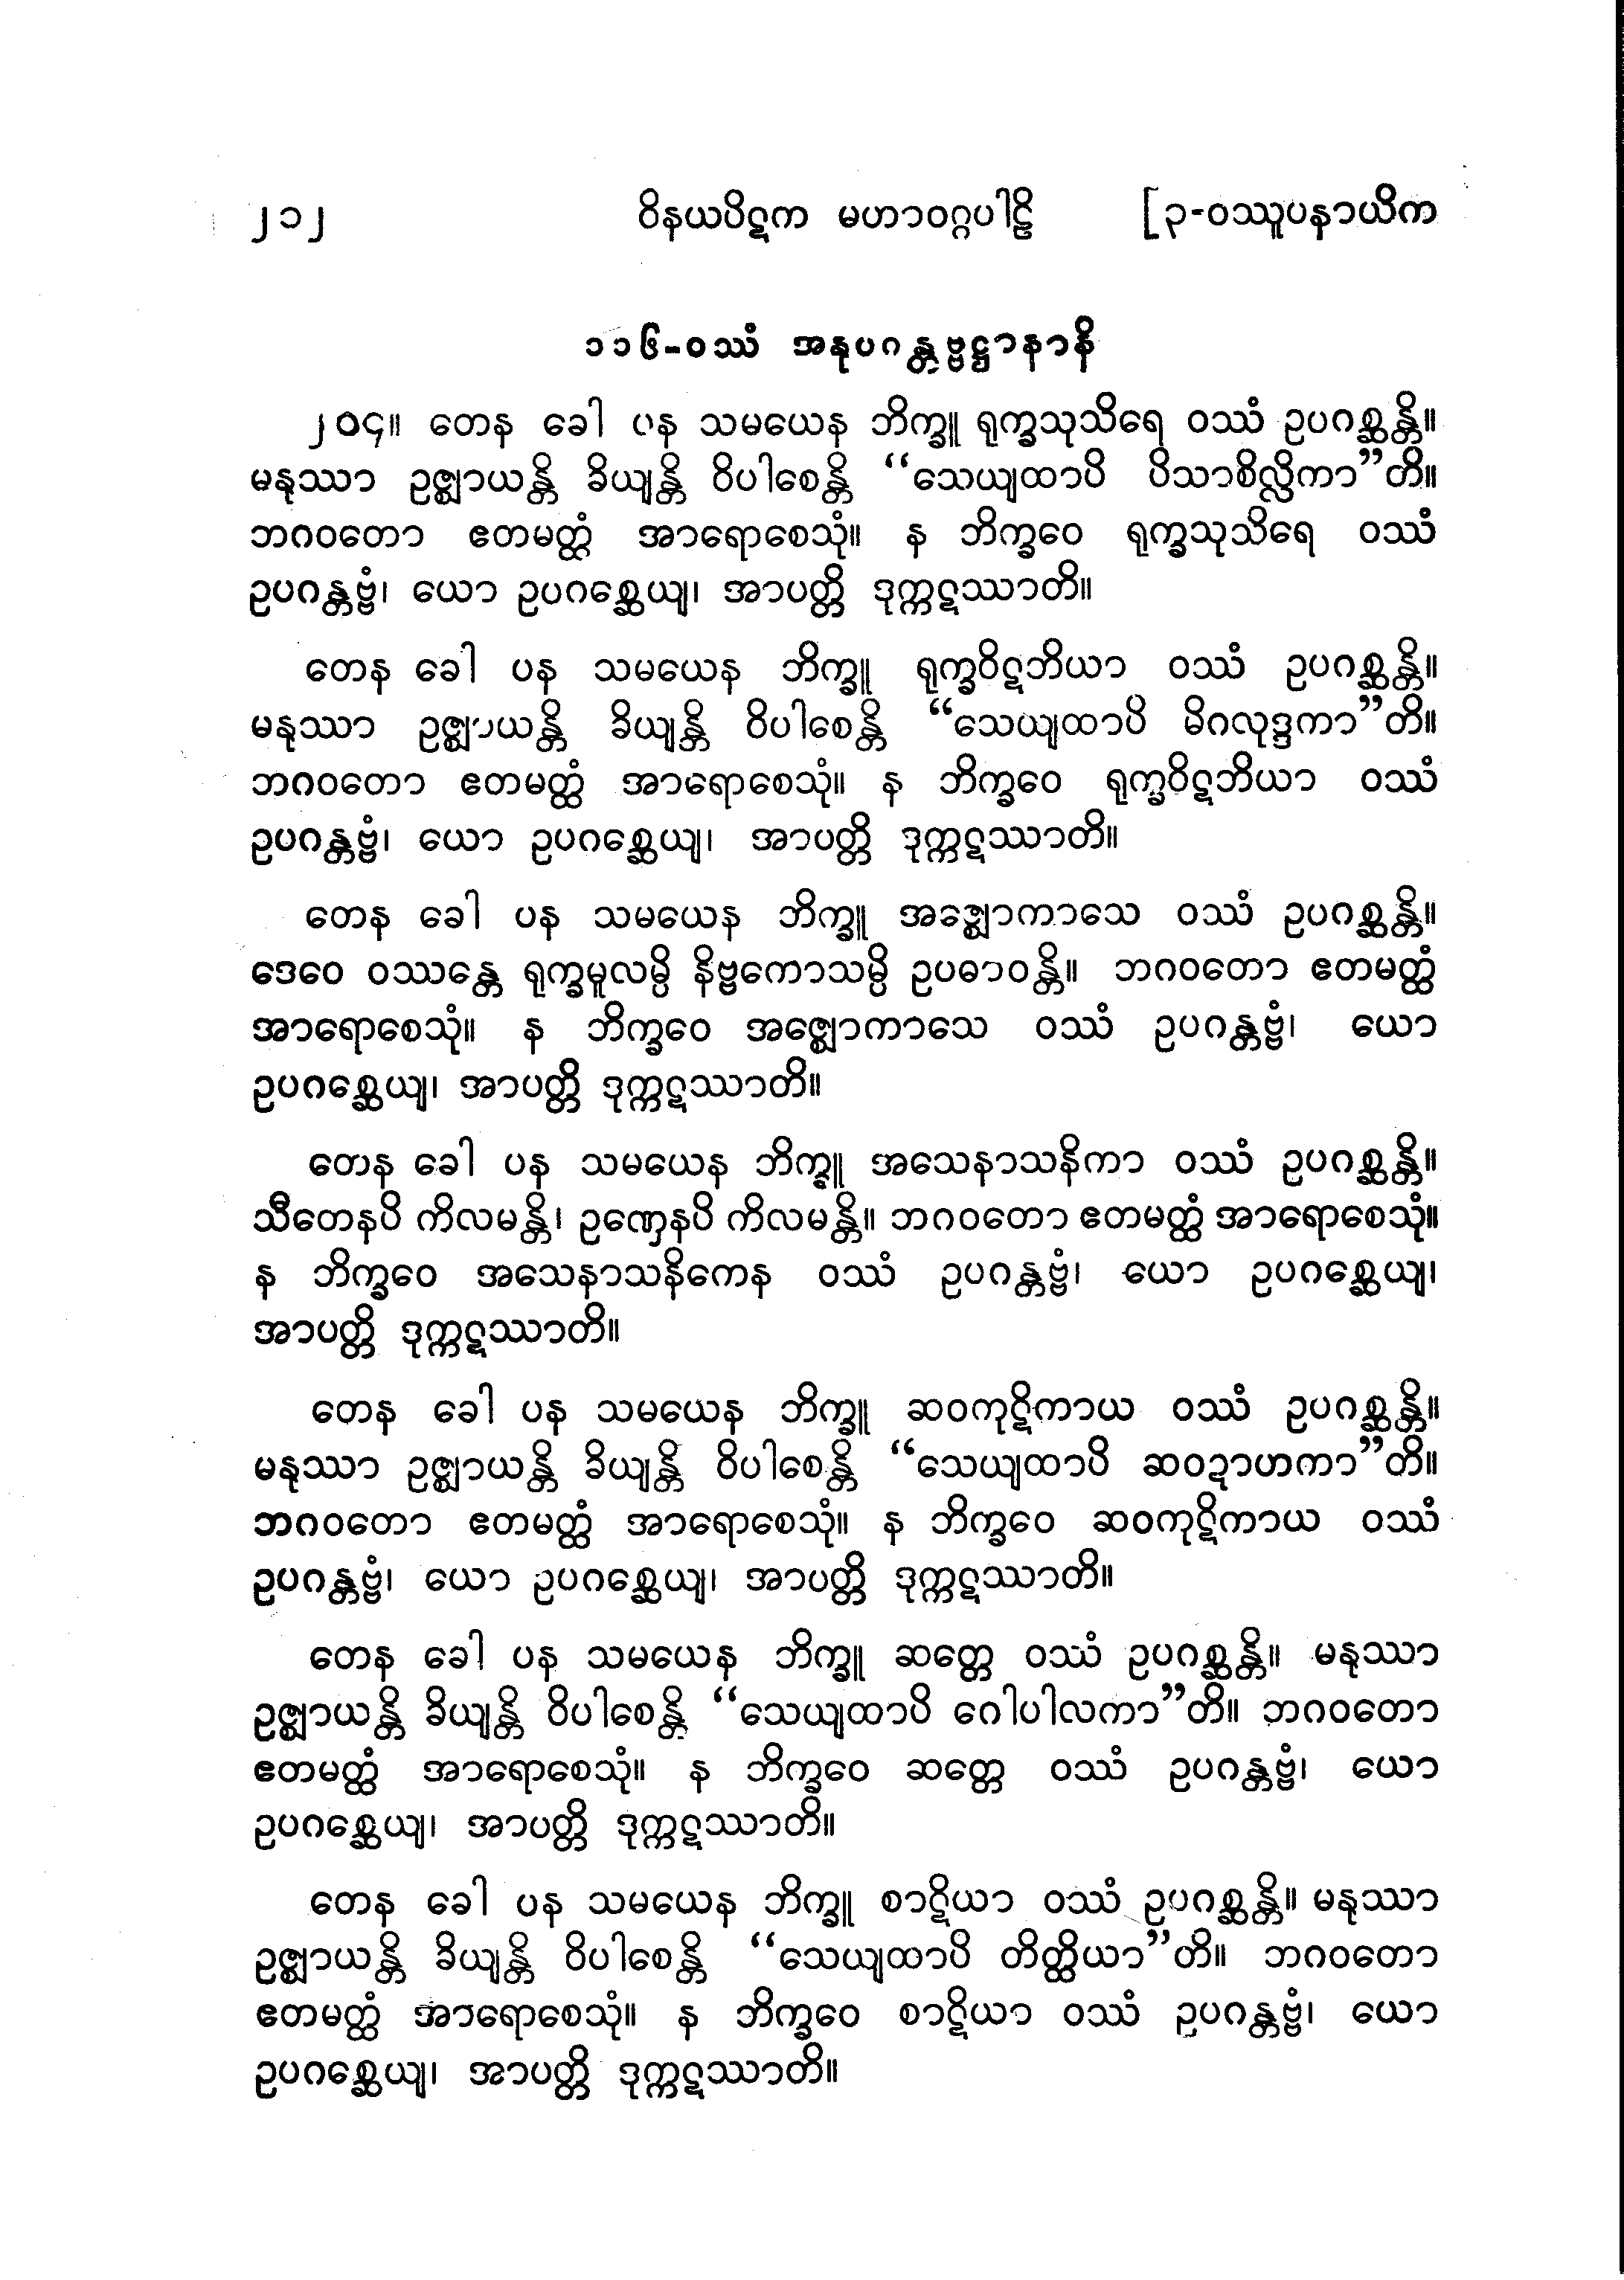 ၂၁၂ ဝိနယပိဋက မဟာဝဂ္ဂပါဠိ [၃-ဝဿူပနာယိက
၁၁၆-ဝဿံ အနုပဂန္တဗ္ဗဋ္ဌာနာနိ
၂၀၄။ တေန ခေါ ပန သမယေန ဘိက္ခူ ရုက္ခသုသိရေ ဝဿံ ဥပဂစ္ဆန္တိ။
မနုဿာ ဥဇ္ဈာယန္တိ ခိယျန္တိ ဝိပါစေန္တိ “သေယျထာပိ ပိသာစိလ္လိကာ”တိ။
ဘဂဝတော ဧတမတ္ထံ အာရောစေသုံ။ န ဘိက္ခဝေ ရုက္ခသုသိရေ ဝဿံ
ဥပဂန္တဗ္ဗံ၊ ယော ဥပဂစ္ဆေယျ၊ အာပတ္တိ ဒုက္ကဋဿာတိ။
တေန ခေါ ပန သမယေန ဘိက္ခူ ရုက္ခဝိဋဘိယာ ဝဿံ ဥပဂစ္ဆန္တိ။
မနုဿာ ဥဇ္ဈာယန္တိ ခိယျန္တိ ဝိပါစေန္တိ “သေယျထာပိ မိဂလုဒ္ဒကာ”တိ။
ဘဂဝတော ဧတမတ္ထံ အာရောစေသုံ။ န ဘိက္ခဝေ ရုက္ခဝိဋဘိယာ ဝဿံ
ဥပဂန္တဗ္ဗံ၊ ယော ဥပဂစ္ဆေယျ၊ အာပတ္တိ ဒုက္ကဋဿာတိ။
တေန ခေါ ပန သမယေန ဘိက္ခူ အဇ္ဈောကာသေ ဝဿံ ဥပဂစ္ဆန္တိ။
ဒေဝေ ဝဿန္တေ ရုက္ခမူလမ္ပိ နိဗ္ဗကောသမ္ပိ ဥပဓာဝန္တိ။ ဘဂဝတော ဧတမတ္ထံ
အာရောစေသုံ။ န ဘိက္ခဝေ အဇ္ဈောကာသေ ဝဿံ ဥပဂန္တဗ္ဗံ၊ ယော
ဥပဂစ္ဆေယျ၊ အာပတ္တိ ဒုက္ကဋဿာတိ။
တေန ခေါ ပန သမယေန ဘိက္ခူ အသေနာသနိကာ ဝဿံ ဥပဂစ္ဆန္တိ။
သီတေနပိ ကိလမန္တိ၊ ဥဏှေနပိ ကိလမန္တိ။ ဘဂဝတော ဧတမတ္ထံ အာရောစေသုံ။
န ဘိက္ခဝေ အသေနာသနိကေန ဝဿံ ဥပဂန္တဗ္ဗံ၊ ယော ဥပဂစ္ဆေယျ၊
အာပတ္တိ ဒုက္ကဋဿာတိ။
တေန ခေါ ပန သမယေန ဘိက္ခူ ဆဝကုဋိကာယ ဝဿံ ဥပဂစ္ဆန္တိ။
မနုဿာ ဥဇ္ဈာယန္တိ ခိယျန္တိ ဝိပါစေန္တိ “သေယျထာပိ ဆဝဍာဟကာ”တိ။
ဘဂဝတော ဧတမတ္ထံ အာရောစေသုံ။ န ဘိက္ခဝေ ဆဝကုဋိကာယ ဝဿံ
ဥပဂန္တဗ္ဗံ၊ ယော ဥပဂစ္ဆေယျ၊ အာပတ္တိ ဒုက္ကဋဿာတိ။
တေန ခေါ ပန သမယေန ဘိက္ခူ ဆတ္တေ ဝဿံ ဥပဂစ္ဆန္တိ။ မနုဿာ
ဥဇ္ဈာယန္တိ ခိယျန္တိ ဝိပါစေန္တိ “သေယျထာပိ ဂေါပါလကာ”တိ။ ဘဂဝတော
ဧတမတ္ထံ အာရောစေသုံ။ န ဘိက္ခဝေ ဆတ္တေ ဝဿံ ဥပဂန္တဗ္ဗံ၊ ယော
ဥပဂစ္ဆေယျ၊ အာပတ္တိ ဒုက္ကဋဿာတိ။
တေန ခေါ ပန သမယေန ဘိက္ခူ စာဋိယာ ဝဿံ ဥပဂစ္ဆန္တိ။ မနုဿာ
ဥဇ္ဈာယန္တိ ခိယျန္တိ ဝိပါစေန္တိ “သေယျထာပိ တိတ္ထိယာ”တိ။ ဘဂဝတော
ဧတမတ္ထံ အာရောစေသုံ။ န ဘိက္ခဝေ စာဋိယာ ဝဿံ ဥပဂန္တဗ္ဗံ၊ ယော
ဥပဂစ္ဆေယျ၊ အာပတ္တိ ဒုက္ကဋဿာတိ။